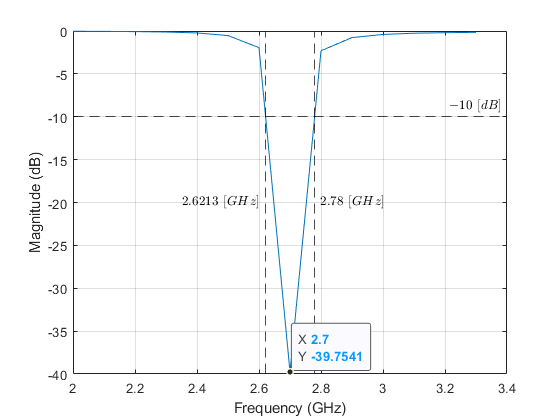 0
-5
-10
-15
-20
-25
-30
-35
-40
Magnitude (dB)
−10 [dB]
2.6213 [GHz]
2.78 [GHz]
X 2.7
Y -39.7541
2
2.2
2.4
2.6
2.8
3
3.2
3.4
Frequency (GHz)